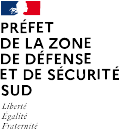 PRÉFET
DE LA ZONE
DE DÉFENSE
ET DE SÉCURITÉ
SUD
Liberté
Égalité
Fraternité